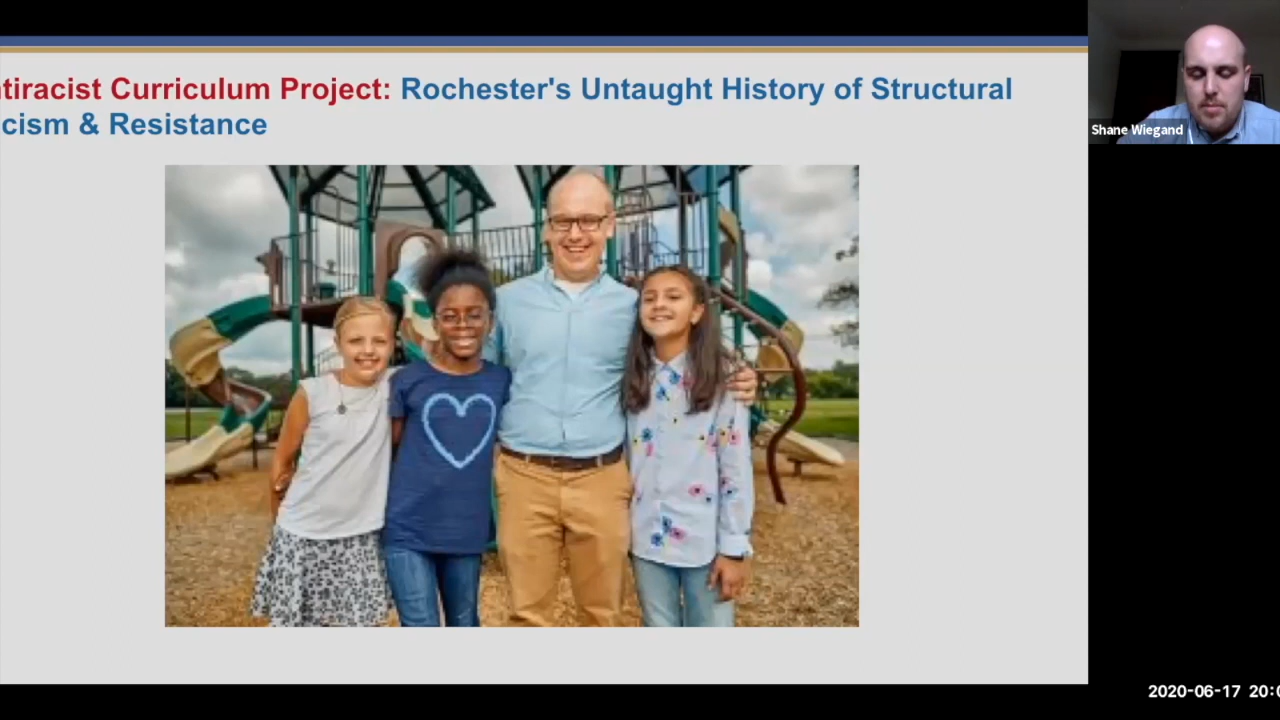 tiracist Curriculum Project: Rochester's Untaught History of Structural
cism & Resistance
Shane Wiegand
2020-06-17 20:0